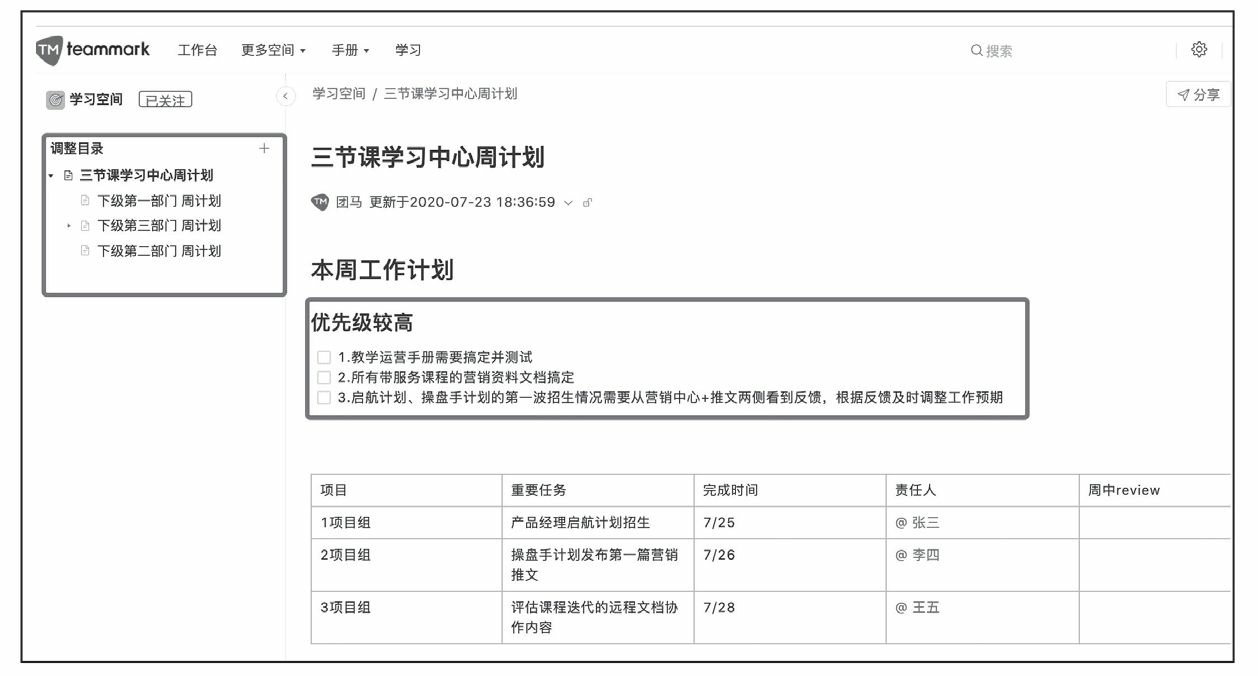 TM teammark 工作台 更多空间 手册 学习 搜索
学习空间 已关注
学习空间 / 三节课学习中心周计划
分享
调整目录
三节课学习中心周计划
下级第一部门 周计划
下级第三部门 周计划
下级第二部门 周计划
三节课学习中心周计划
TM 团马 更新于2020-07-23 18:36:59
本周工作计划
优先级较高
1.教学运营手册需要搞定并测试
2.所有带服务课程的营销资料文档搞定
3.启航计划、操盘手计划的第一波招生情况需要从营销中心+推文两侧看到反馈，根据反馈及时调整工作预期
项目 重要任务 完成时间 责任人 周中review
1项目组 产品经理启航计划招生 7/25 @ 张三
2项目组 操盘手计划发布第一篇营销 7/26 @ 李四
推文
3项目组 评估课程迭代的远程文档协 7/28 @ 王五
作内容